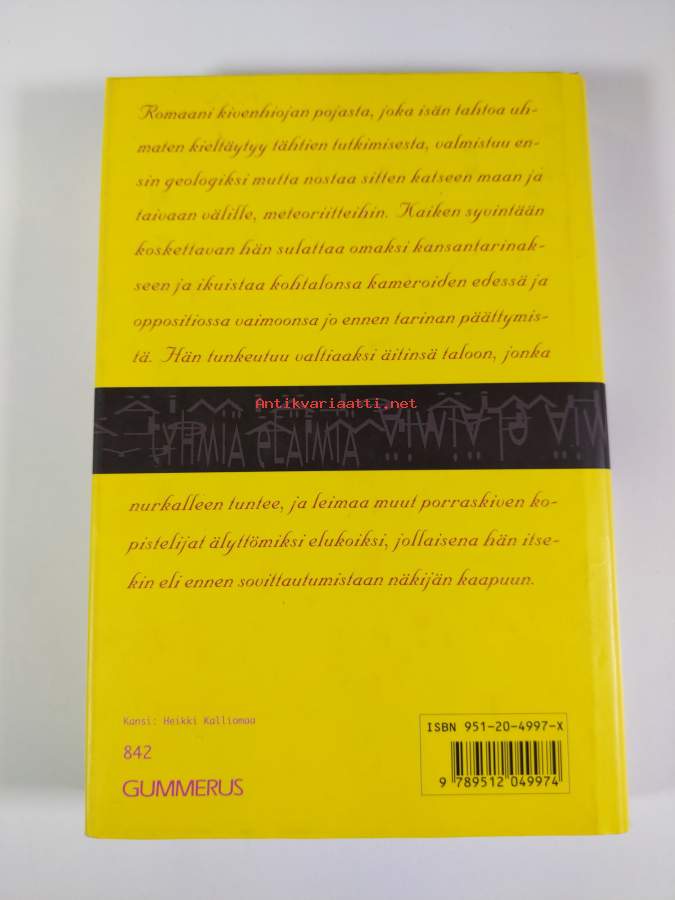 Romaani kivenhiojan pojasta, joka isän tahtoa uh-
maten kieltäytyy tähtien tutkimisesta, valmistuu en-
sin geologiksi mutta nostaa sitten katseen maan ja
taivaan välille, meteoriitteihin. Kaiken syvintään
koskettavan hän sulattaa omaksi kansantarinak-
seen ja ikuistaa kohtalonsa kameroiden edessä ja
oppositiossa vaimoonsa jo ennen tarinan päättymis-
tä. Hän tunkeutuu valtiaaksi äitinsä taloon, jonka
Antikvariaatti.net
nurkalleen tuntee, ja leimaa muut porraskiven ko-
pistelijat älyttömiksi elukoiksi, jollaisena hän itse-
kin eli ennen sovittautumistaan näkijän kaapuun.
Kansi: Heikki Kalliomaa
842
GUMMERUS
ISBN 951-20-4997-X
9 789512 049974